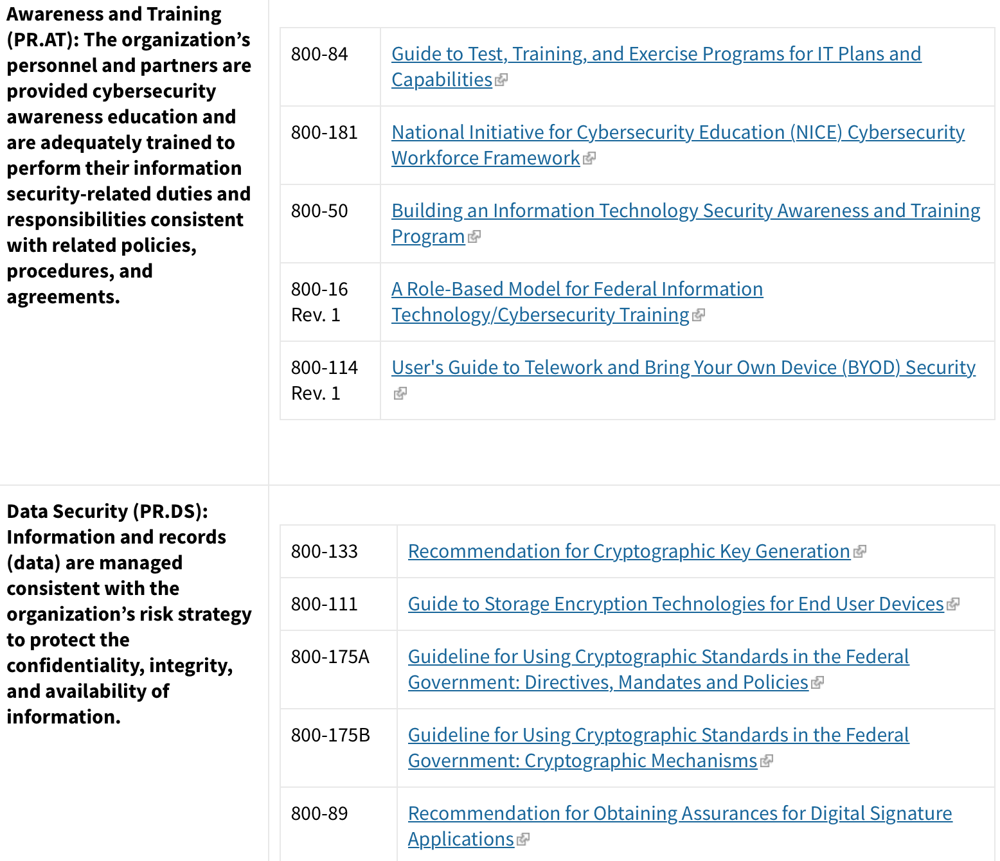 Awareness and Training
(PR.AT): The organization’s
personnel and partners are
provided cybersecurity
awareness education and
are adequately trained to
perform their information
security-related duties and
responsibilities consistent
with related policies,
procedures, and
agreements.
800-84
Guide to Test, Training, and Exercise Programs for IT Plans and
Capabilities
800-181
National Initiative for Cybersecurity Education (NICE) Cybersecurity
Workforce Framework
800-50
Building an Information Technology Security Awareness and Training
Program
800-16
Rev. 1
A Role-Based Model for Federal Information
Technology/Cybersecurity Training
800-114
Rev. 1
User's Guide to Telework and Bring Your Own Device (BYOD) Security
Data Security (PR.DS):
Information and records
(data) are managed
consistent with the
organization’s risk strategy
to protect the
confidentiality, integrity,
and availability of
information.
800-133
Recommendation for Cryptographic Key Generation
800-111
Guide to Storage Encryption Technologies for End User Devices
800-175A
Guideline for Using Cryptographic Standards in the Federal
Government: Directives, Mandates and Policies
800-175B
Guideline for Using Cryptographic Standards in the Federal
Government: Cryptographic Mechanisms
800-89
Recommendation for Obtaining Assurances for Digital Signature
Applications